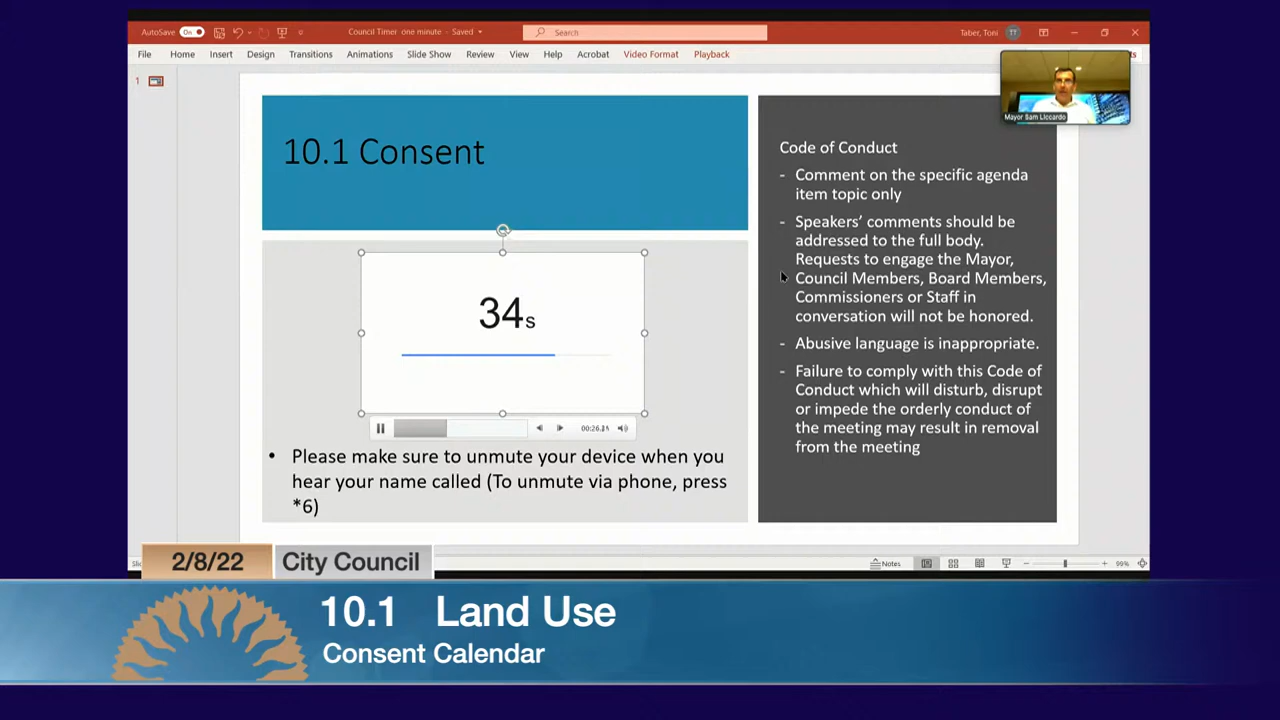 AutoSave On
Council Timer one minute - Saved
Search
Taber, Toni TT
File Home Insert Design Transitions Animations Slide Show Review View Help Acrobat Video Format Playback
1
Mayor Sam Liccardo
10.1 Consent
34s
00:26.
• Please make sure to unmute your device when you
hear your name called (To unmute via phone, press
*6)
Code of Conduct
- Comment on the specific agenda
item topic only
- Speakers’ comments should be
addressed to the full body.
Requests to engage the Mayor,
Council Members, Board Members,
Commissioners or Staff in
conversation will not be honored.
- Abusive language is inappropriate.
- Failure to comply with this Code of
Conduct which will disturb, disrupt
or impede the orderly conduct of
the meeting may result in removal
from the meeting
Notes
99%
2/8/22 City Council
10.1 Land Use
Consent Calendar